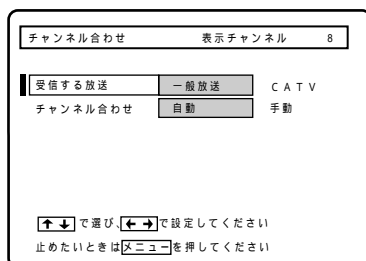 チャンネル合わせ 表示チャンネル 8
受信する放送 一般放送 CATV
チャンネル合わせ 自動 手動
↑↓で選び、←→で設定してください
止めたいときはメニューを押してください